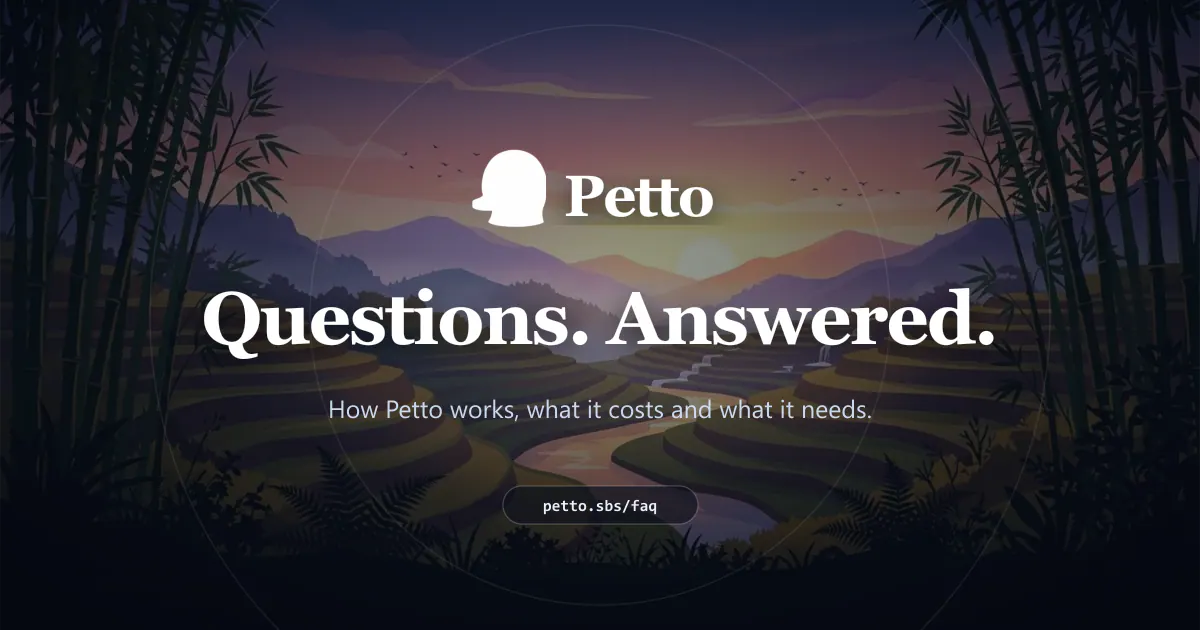 Petto
Questions. Answered.
How Petto works, what it costs and what it needs.
petto.sbs/faq